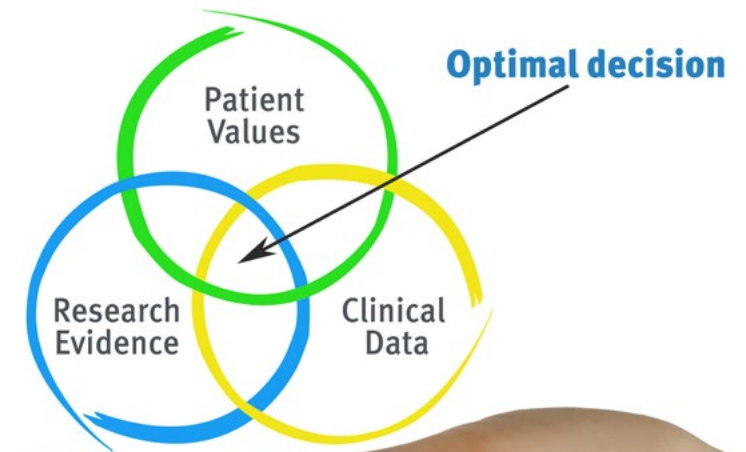 Optimal decision
Patient
Values
Research
Evidence
Clinical
Data